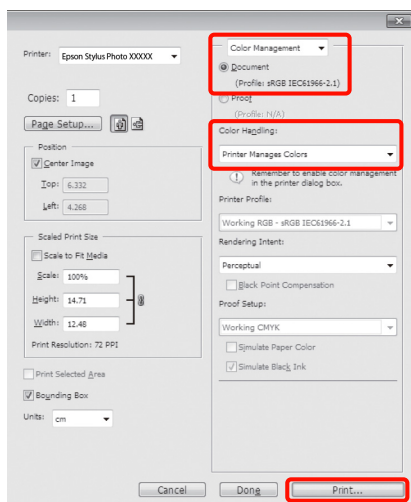 Printer: Epson Stylus Photo XXXXX
Copies: 1
Page Setup...
Position
Center Image
Top: 6.332
Left: 4.268
Scaled Print Size
Scale to Fit Media
Scale: 100%
Height: 14.71
Width: 12.48
Print Resolution: 72 PPI
Print Selected Area
Bounding Box
Units: cm
Color Management
Document
(Profile: sRGB IEC61966-2.1)
Proof
(Profile: N/A)
Color Handling:
Printer Manages Colors
Remember to enable color management
in the printer dialog box.
Printer Profile:
Working RGB - sRGB IEC61966-2.1
Rendering Intent:
Perceptual
Black Point Compensation
Proof Setup:
Working CMYK
Simulate Paper Color
Simulate Black Ink
Cancel
Done
Print...